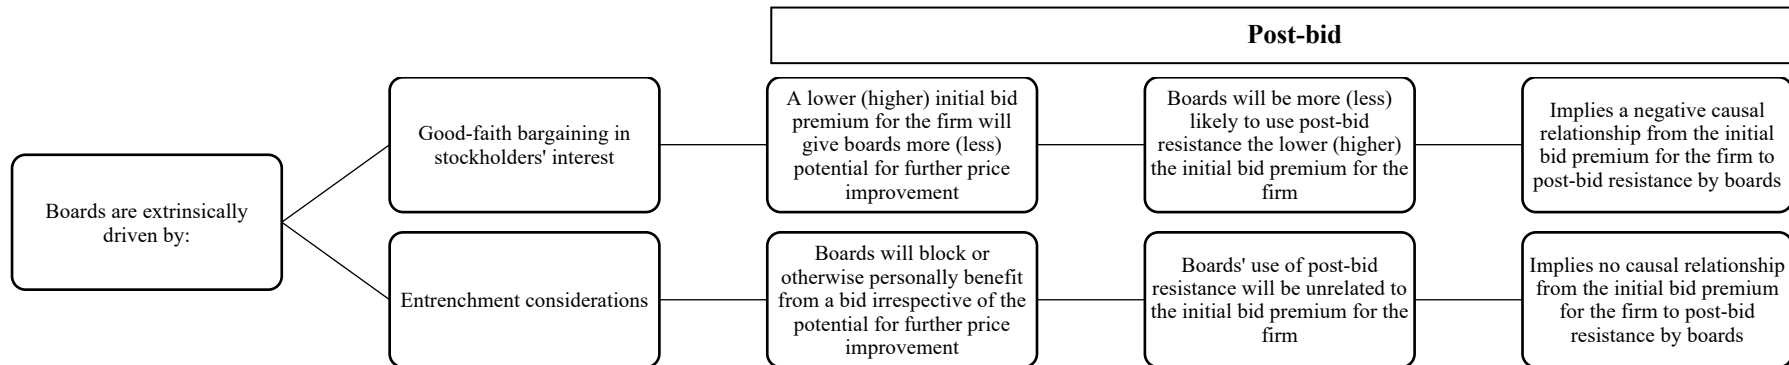 Post-bid
Boards are extrinsically
driven by:
Good-faith bargaining in
stockholders' interest
A lower (higher) initial bid
premium for the firm will
give boards more (less)
potential for further price
improvement
Boards will be more (less)
likely to use post-bid
resistance the lower (higher)
the initial bid premium for the
firm
Implies a negative causal
relationship from the initial
bid premium for the firm to
post-bid resistance by boards
Entrenchment considerations
Boards will block or
otherwise personally benefit
from a bid irrespective of the
potential for further price
improvement
Boards' use of post-bid
resistance will be unrelated to
the initial bid premium for the
firm
Implies no causal relationship
from the initial bid premium
for the firm to post-bid
resistance by boards